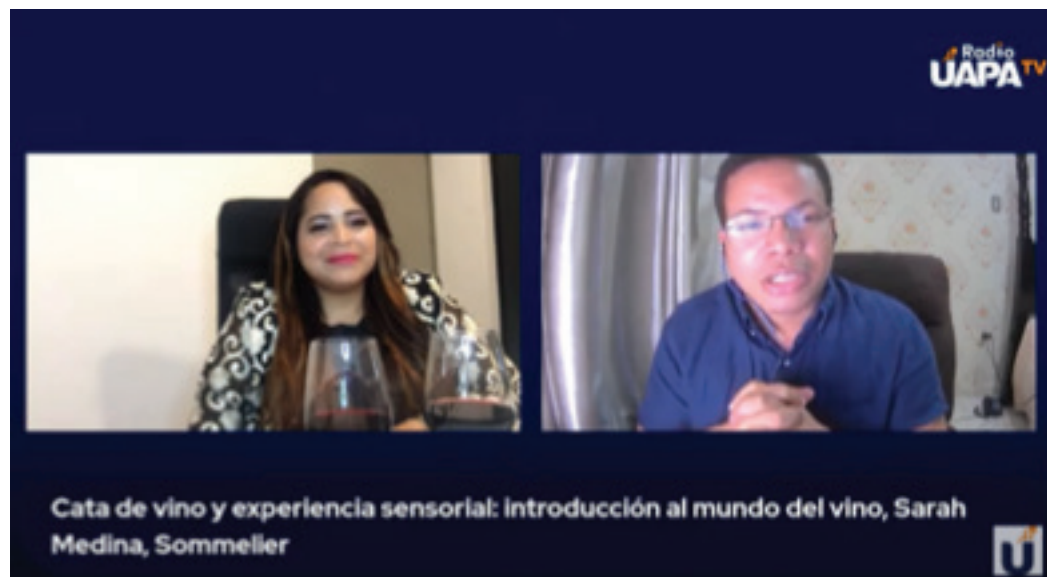 Radio
UAPA TV
Cata de vino y experiencia sensorial: introducción al mundo del vino, Sarah
Medina, Sommelier
U